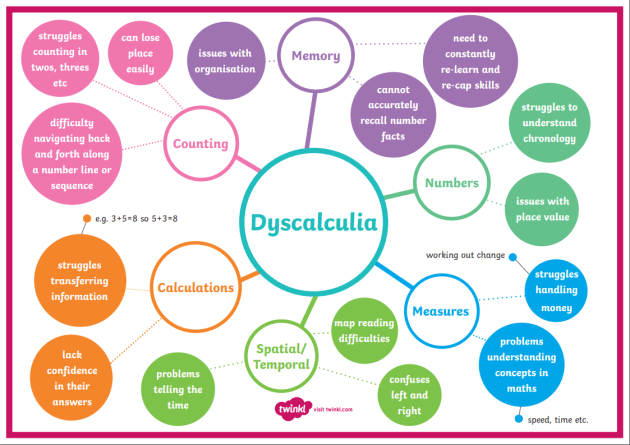 struggles
counting in
twos, threes
etc
can lose
place
easily
issues with
organisation
Memory
need to
constantly
re-learn and
re-cap skills
cannot
accurately
recall number
facts
difficulty
navigating back
and forth along
a number line or
sequence
Counting
struggles to
understand
chronology
Numbers
issues with
place value
Dyscalculia
e.g. 3+5=8 so 5+3=8
struggles
transferring
information
Calculations
working out change
struggles
handling
money
Measures
problems
understanding
concepts in
maths
speed, time etc.
lack
confidence
in their
answers
Spatial/
Temporal
map reading
difficulties
problems
telling the
time
confuses
left and
right
twinkl visit twinkl.com